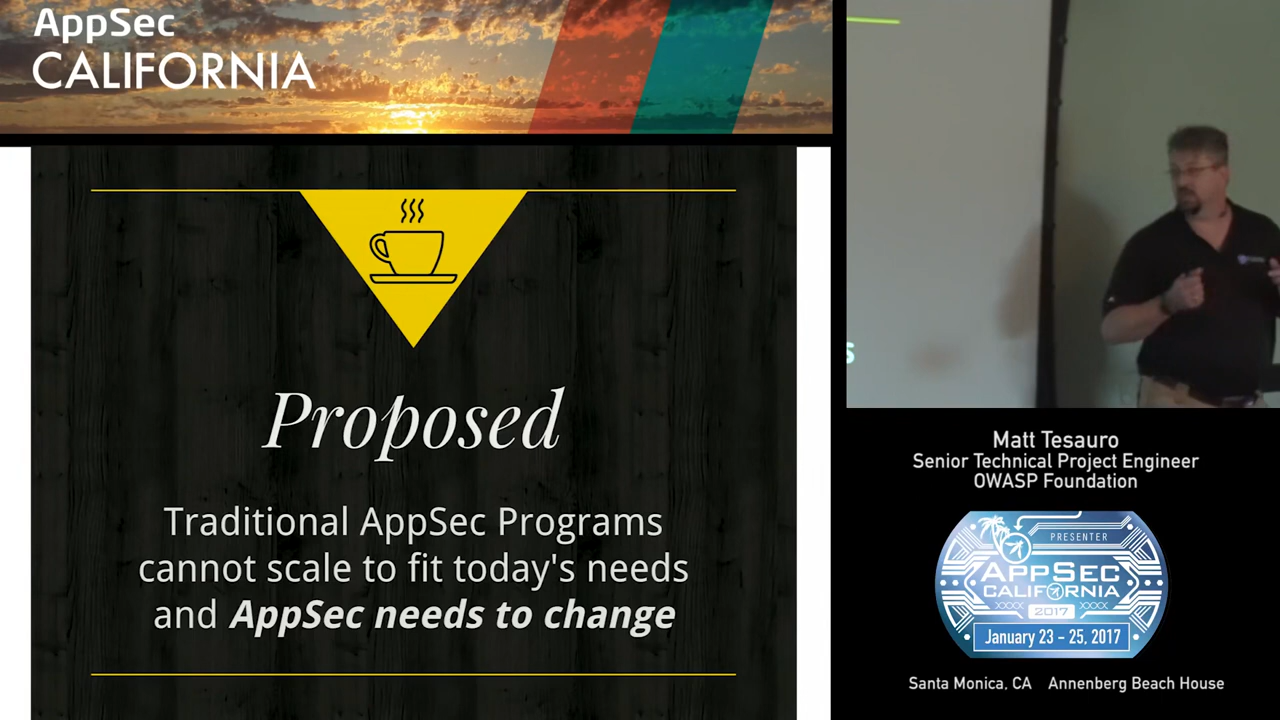 AppSec
CALIFORNIA
Proposed
Traditional AppSec Programs
cannot scale to fit today's needs
and AppSec needs to change
s
Matt Tesauro
Senior Technical Project Engineer
OWASP Foundation
PRESENTER
APPSEC
CALIFORNIA
XXXX 2017 XXXX
January 23 - 25, 2017
Santa Monica, CA Annenberg Beach House